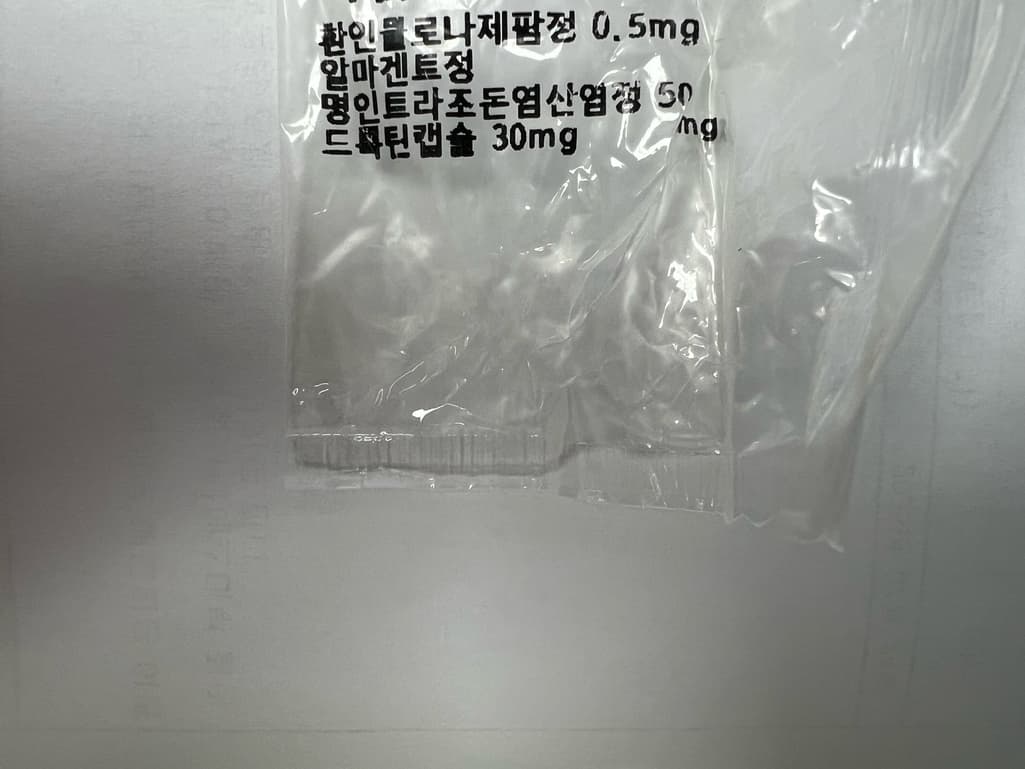 환인클로나제팜정 0.5mg
알마겐트정
명인트라조돈염산염정 50
mg
드록틴캡슐 30mg